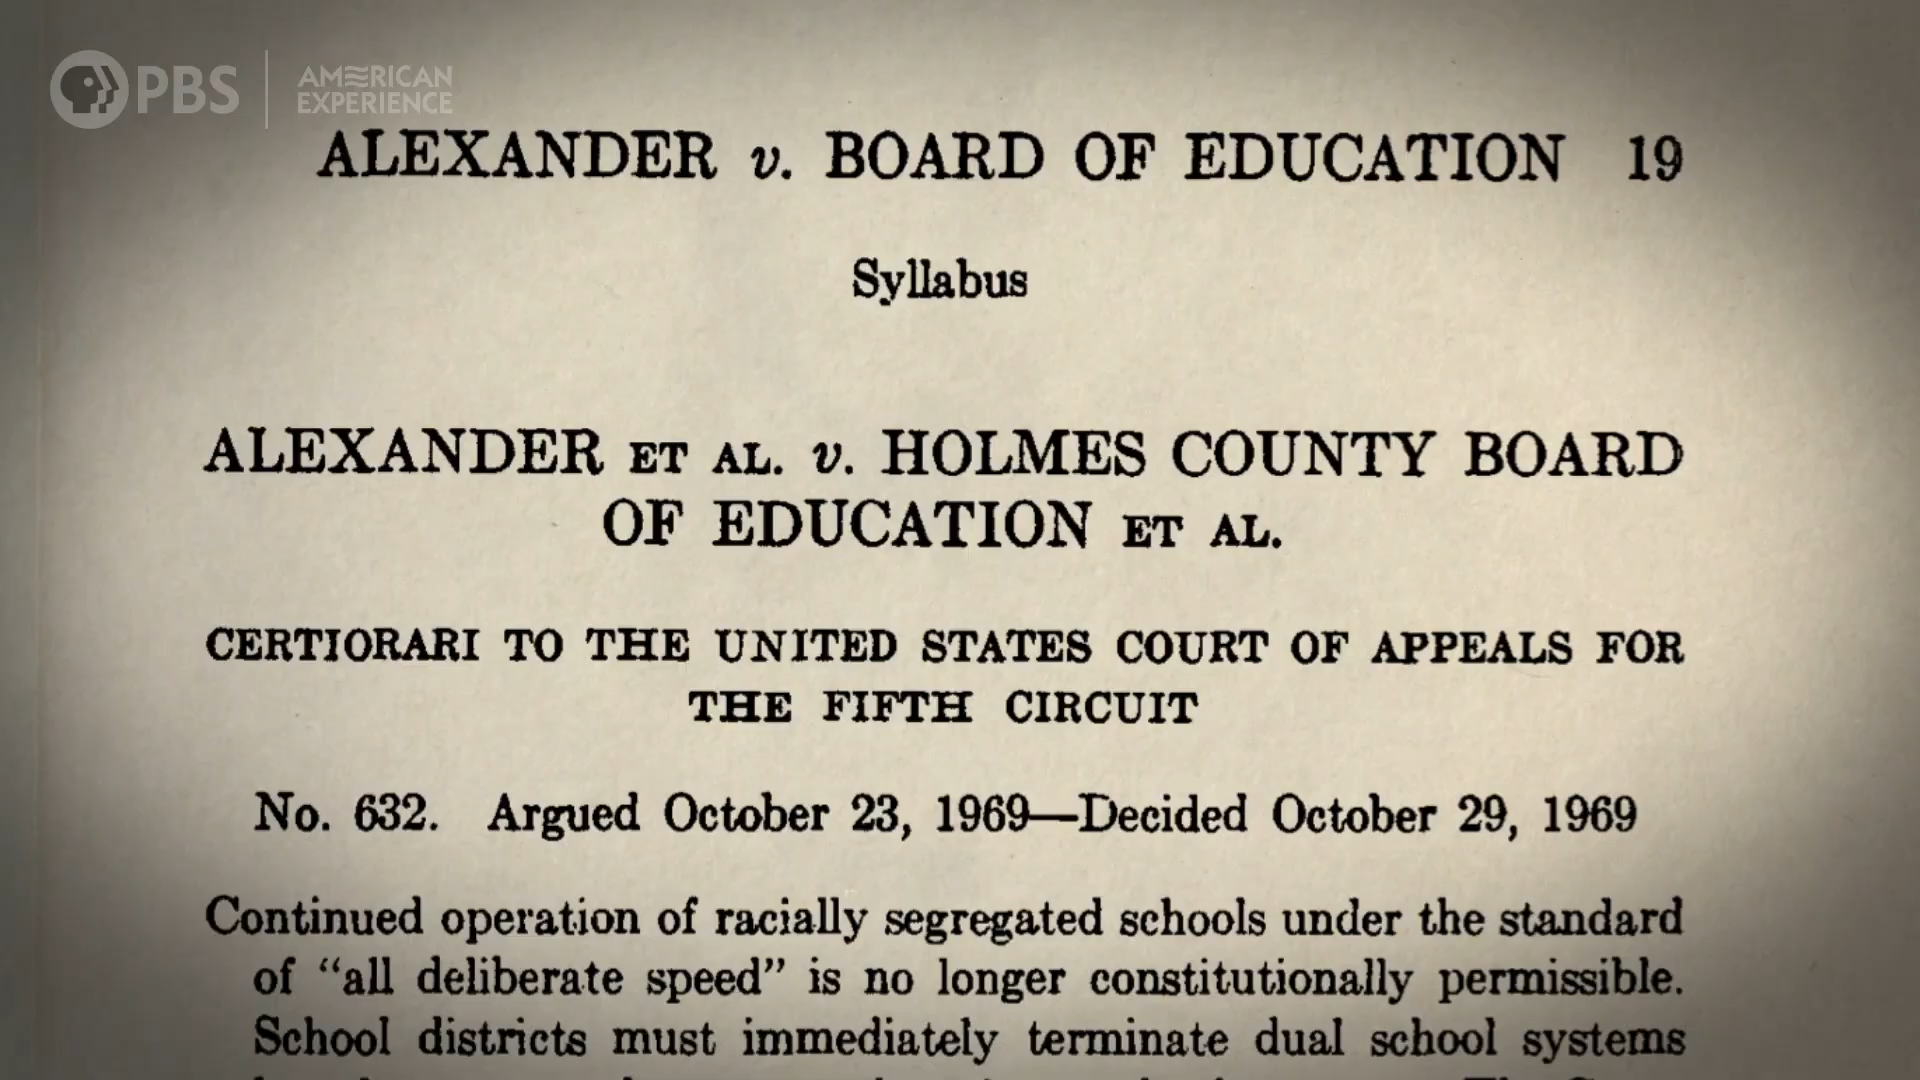 PBS
AMERICAN
EXPERIENCE
ALEXANDER v. BOARD OF EDUCATION 19
Syllabus
ALEXANDER ET AL. v. HOLMES COUNTY BOARD
OF EDUCATION ET AL.
CERTIORARI TO THE UNITED STATES COURT OF APPEALS FOR
THE FIFTH CIRCUIT
No. 632. Argued October 23, 1969—Decided October 29, 1969
Continued operation of racially segregated schools under the standard
of “all deliberate speed” is no longer constitutionally permissible.
School districts must immediately terminate dual school systems